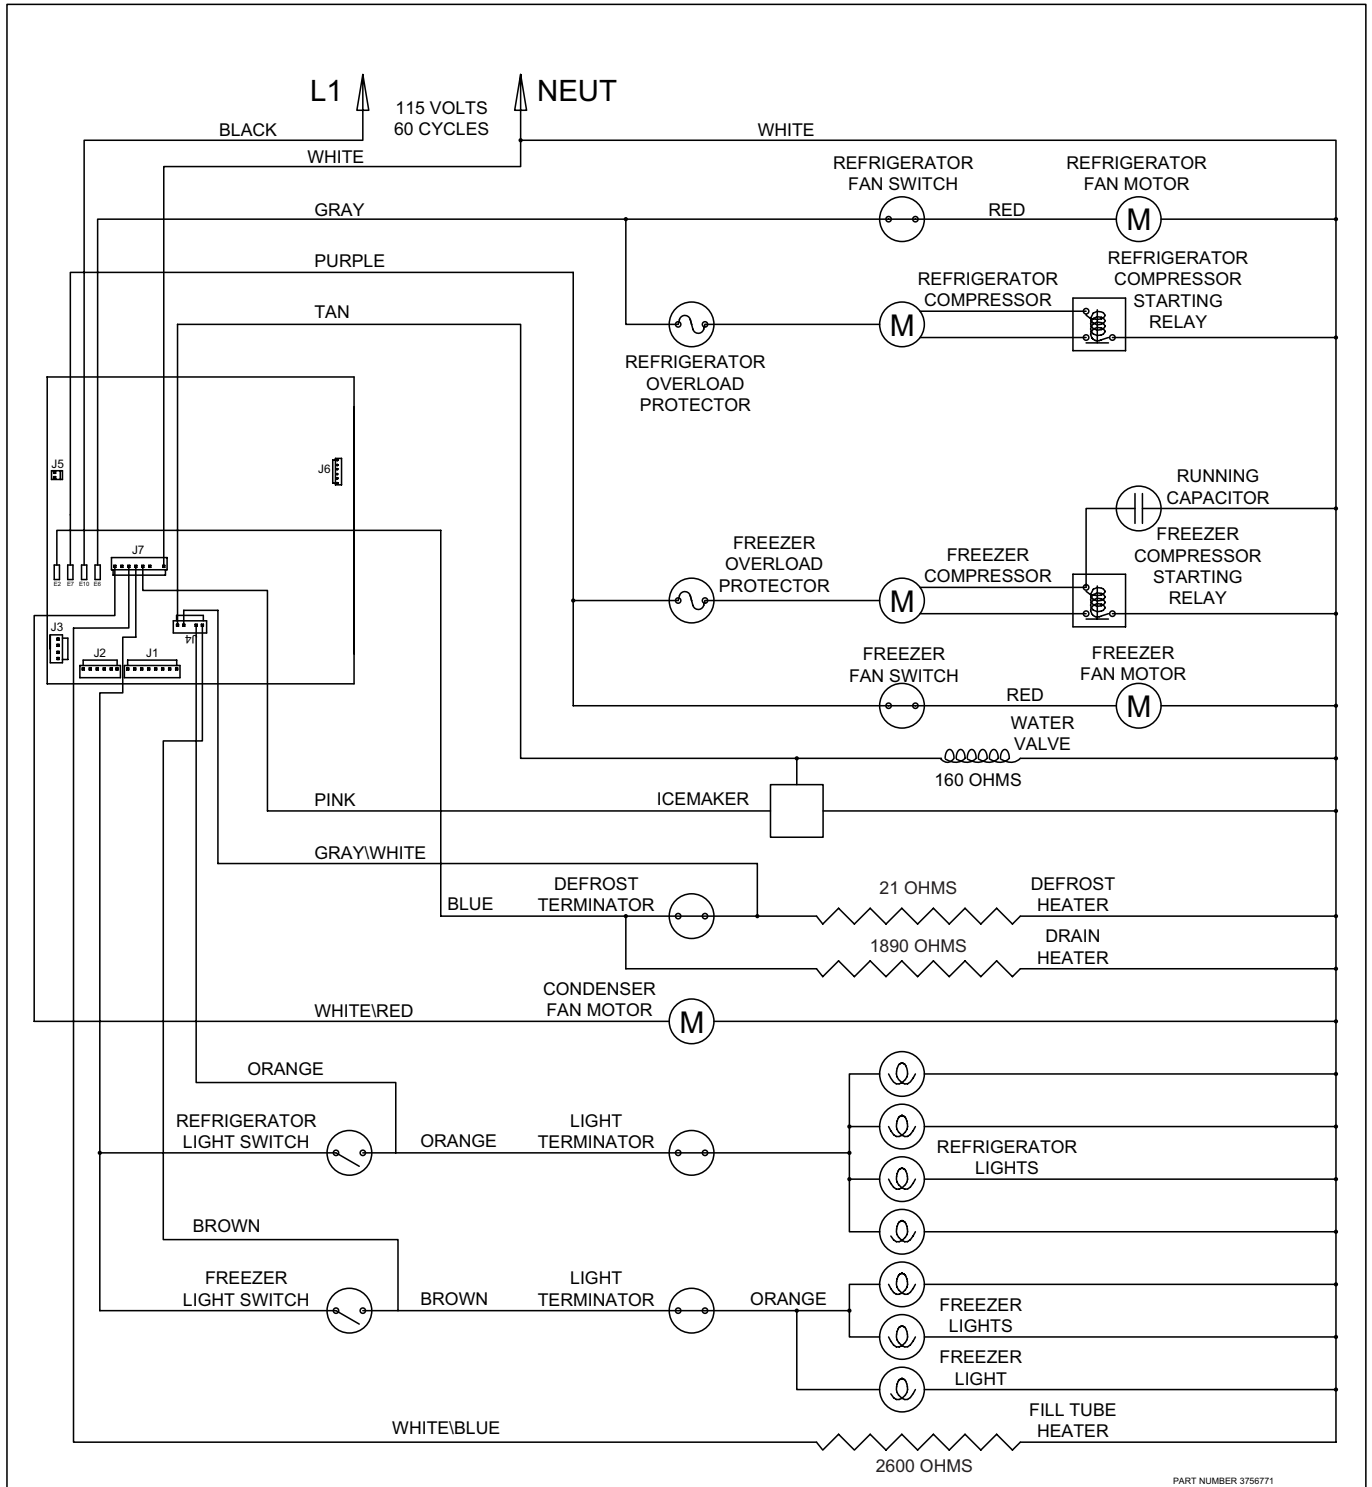 L1
115 VOLTS
60 CYCLES
NEUT
BLACK
WHITE
WHITE
REFRIGERATOR
FAN SWITCH
REFRIGERATOR
FAN MOTOR
GRAY
RED
PURPLE
REFRIGERATOR
COMPRESSOR
REFRIGERATOR
COMPRESSOR
STARTING
RELAY
TAN
M
M
REFRIGERATOR
OVERLOAD
PROTECTOR
J5
J6
RUNNING
CAPACITOR
J7
E2
E7
E10
E6
FREEZER
OVERLOAD
PROTECTOR
FREEZER
COMPRESSOR
FREEZER
COMPRESSOR
STARTING
RELAY
M
J3
J4
J2
J1
FREEZER
FAN SWITCH
FREEZER
FAN MOTOR
RED
M
WATER
VALVE
160 OHMS
PINK
ICEMAKER
GRAY\WHITE
BLUE
DEFROST
TERMINATOR
21 OHMS
DEFROST
HEATER
1890 OHMS
DRAIN
HEATER
WHITE\RED
CONDENSER
FAN MOTOR
M
ORANGE
REFRIGERATOR
LIGHT SWITCH
ORANGE
LIGHT
TERMINATOR
REFRIGERATOR
LIGHTS
BROWN
FREEZER
LIGHT SWITCH
BROWN
LIGHT
TERMINATOR
ORANGE
FREEZER
LIGHTS
FREEZER
LIGHT
WHITE\BLUE
FILL TUBE
HEATER
2600 OHMS
PART NUMBER 3756771